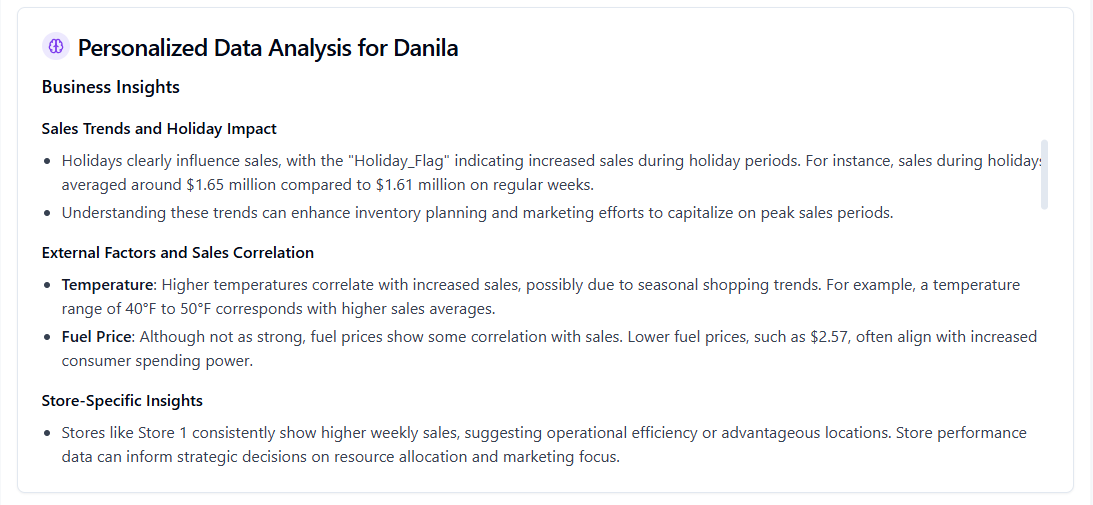 Personalized Data Analysis for Danila
Business Insights
Sales Trends and Holiday Impact
• Holidays clearly influence sales, with the "Holiday_Flag" indicating increased sales during holiday periods. For instance, sales during holidays
averaged around $1.65 million compared to $1.61 million on regular weeks.
• Understanding these trends can enhance inventory planning and marketing efforts to capitalize on peak sales periods.
External Factors and Sales Correlation
• Temperature: Higher temperatures correlate with increased sales, possibly due to seasonal shopping trends. For example, a temperature
range of 40°F to 50°F corresponds with higher sales averages.
• Fuel Price: Although not as strong, fuel prices show some correlation with sales. Lower fuel prices, such as $2.57, often align with increased
consumer spending power.
Store-Specific Insights
• Stores like Store 1 consistently show higher weekly sales, suggesting operational efficiency or advantageous locations. Store performance
data can inform strategic decisions on resource allocation and marketing focus.